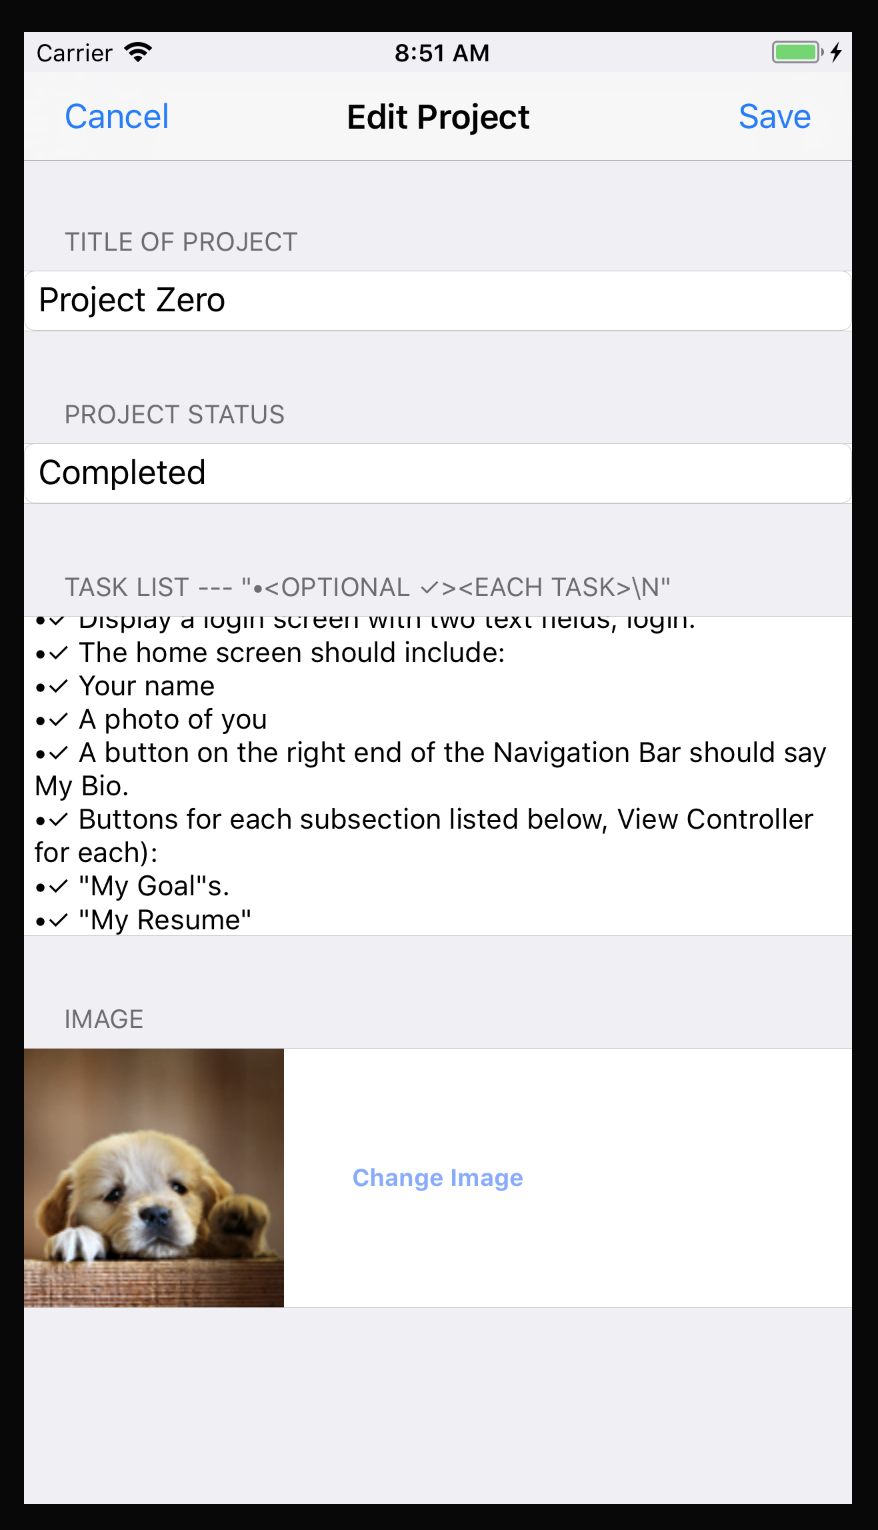 Carrier 8:51 AM
Cancel Edit Project Save
TITLE OF PROJECT
Project Zero
PROJECT STATUS
Completed
TASK LIST --- "•<OPTIONAL ✓><EACH TASK>\N"
•✓ Display a login screen with two text fields, login.
•✓ The home screen should include:
•✓ Your name
•✓ A photo of you
•✓ A button on the right end of the Navigation Bar should say
My Bio.
•✓ Buttons for each subsection listed below, View Controller
for each):
•✓ "My Goal"s.
•✓ "My Resume"
IMAGE
Change Image